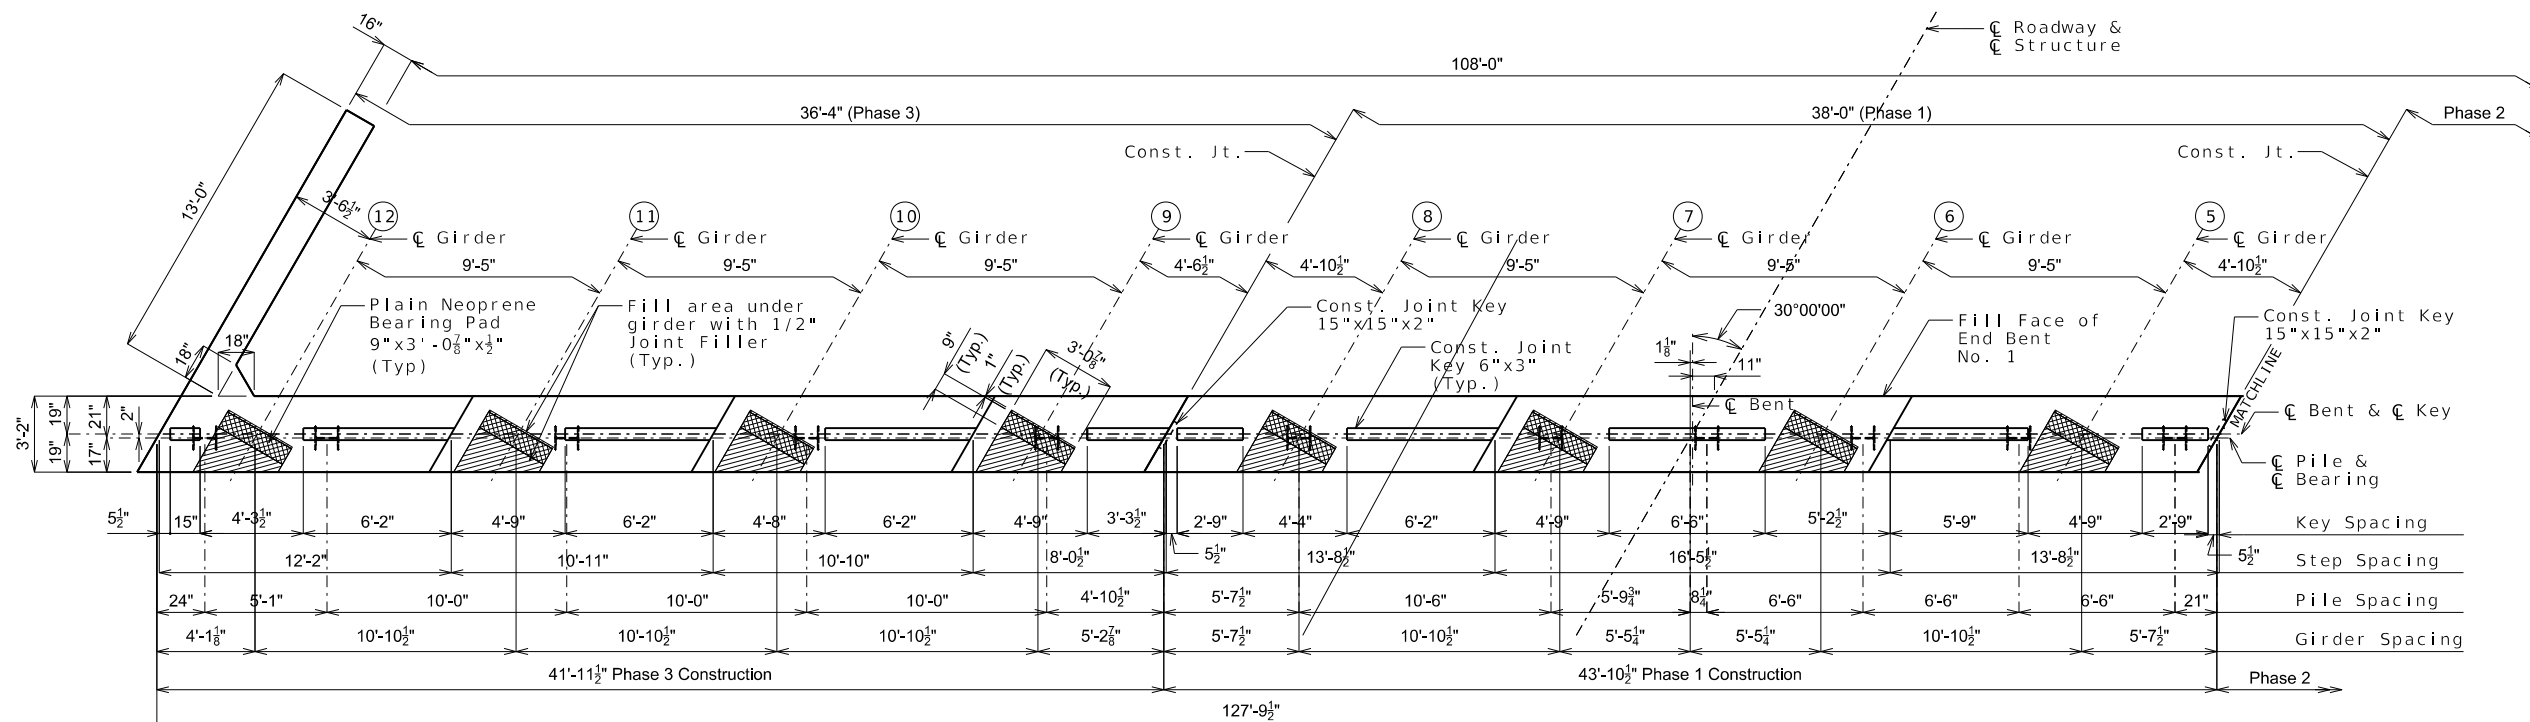 16"
℄ Roadway &
℄ Structure
108'-0"
36'-4" (Phase 3)
38'-0" (Phase 1)
Phase 2
Const. Jt.
Const. Jt.
13'-0"
3'-6½"
12
11
10
9
8
7
6
5
℄ Girder
℄ Girder
℄ Girder
℄ Girder
℄ Girder
℄ Girder
℄ Girder
℄ Girder
9'-5"
9'-5"
9'-5"
4'-6½"
4'-10½"
9'-5"
9'-5"
9'-5"
4'-10½"
Plain Neoprene
Bearing Pad
9"x3'-0⅞"x½"
(Typ)
Fill area under
girder with 1/2"
Joint Filler
(Typ.)
Const. Joint Key
15"x15"x2"
30°00'00"
Fill Face of
End Bent
No. 1
Const. Joint Key
15"x15"x2"
18"
18"
9"
(Typ.)
1"
(Typ.)
3'-0⅞"
(Typ.)
Const. Joint
Key 6"x3"
(Typ.)
1⅛"
11"
℄ Bent
MATCHLINE
℄ Bent & ℄ Key
℄ Pile &
℄ Bearing
3'-2"
19"
19"
21"
17"
2"
5½"
15"
4'-3½"
6'-2"
4'-9"
6'-2"
4'-8"
6'-2"
4'-9"
3'-3½"
5½"
2'-9"
4'-4"
6'-2"
4'-9"
6'-6"
5'-2½"
5'-9"
4'-9"
2'-9"
5½"
Key Spacing
12'-2"
10'-11"
10'-10"
8'-0½"
13'-8½"
16'-5½"
13'-8½"
Step Spacing
24"
5'-1"
10'-0"
10'-0"
10'-0"
4'-10½"
5'-7½"
10'-6"
5'-9¾"
8¼"
6'-6"
6'-6"
6'-6"
21"
Pile Spacing
4'-1⅛"
10'-10½"
10'-10½"
10'-10½"
5'-2⅞"
5'-7½"
10'-10½"
5'-5¼"
5'-5¼"
10'-10½"
5'-7½"
Girder Spacing
41'-11½" Phase 3 Construction
43'-10½" Phase 1 Construction
Phase 2
127'-9½"